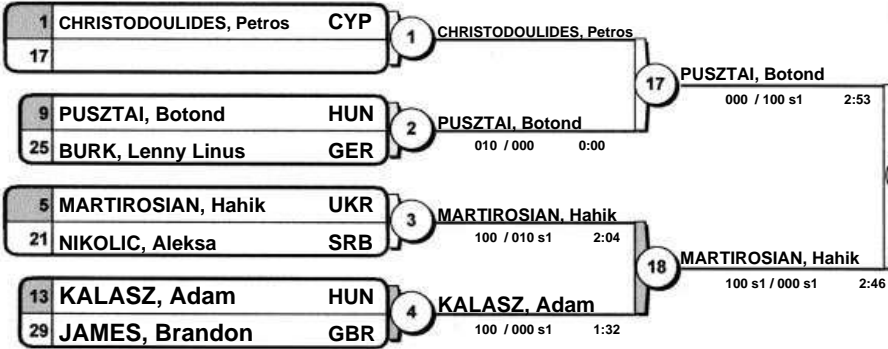 1 CHRISTODOULIDES, Petros CYP
17
1
CHRISTODOULIDES, Petros
9 PUSZTAI, Botond HUN
25 BURK, Lenny Linus GER
2
PUSZTAI, Botond
010 / 000 0:00
17
PUSZTAI, Botond
000 / 100 s1 2:53
5 MARTIROSIAN, Hahik UKR
21 NIKOLIC, Aleksa SRB
3
MARTIROSIAN, Hahik
100 / 010 s1 2:04
13 KALASZ, Adam HUN
29 JAMES, Brandon GBR
4
KALASZ, Adam
100 / 000 s1 1:32
18
MARTIROSIAN, Hahik
100 s1 / 000 s1 2:46